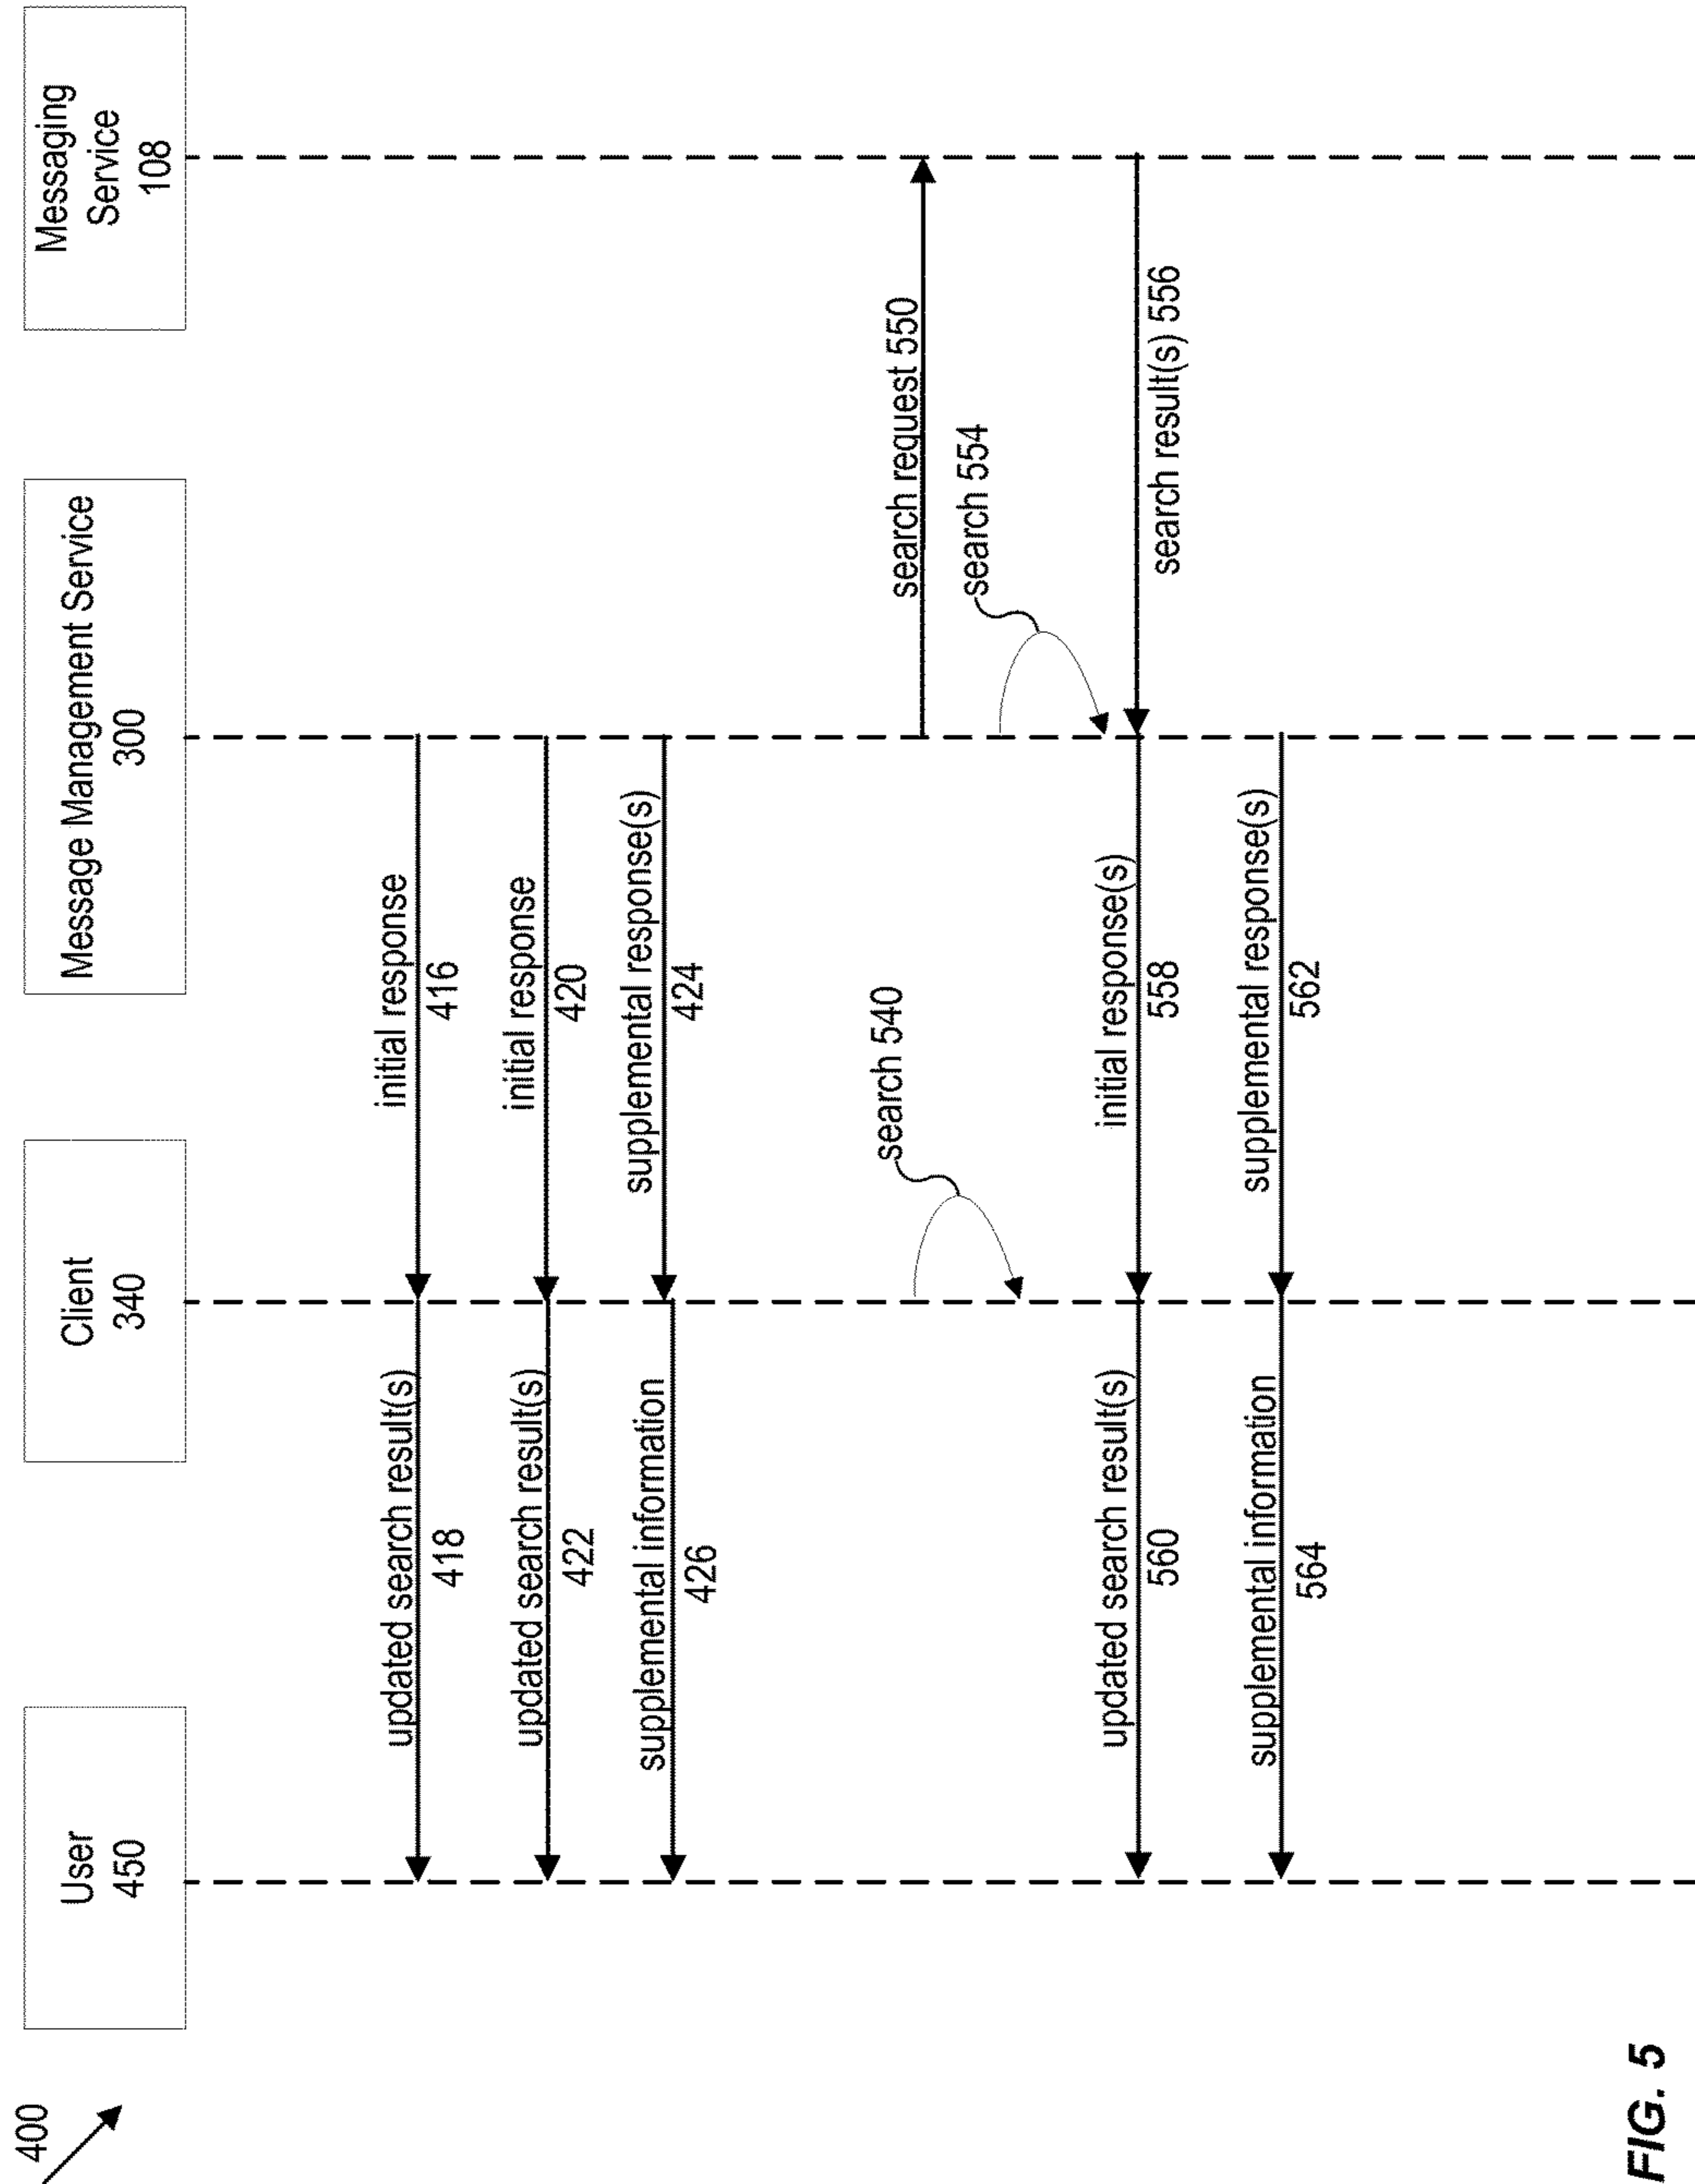 400
User
450
Client
340
Message Management Service
300
Messaging
Service
108
updated search result(s)
418
initial response
416
updated search result(s)
422
initial response
420
supplemental information
426
supplemental response(s)
424
search 540
search request 550
search 554
updated search result(s)
560
initial response(s)
558
search result(s) 556
supplemental information
564
supplemental response(s)
562
FIG. 5